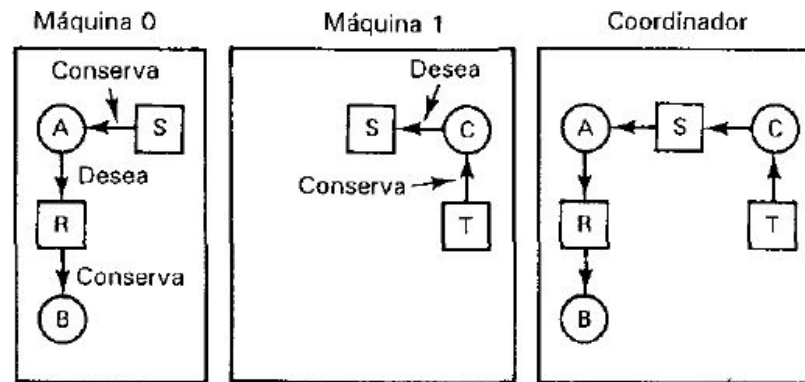 Máquina 0
Conserva
A
S
Desea
R
Conserva
B
Máquina 1
Desea
S
C
Conserva
T
Coordinador
A
S
C
R
T
B